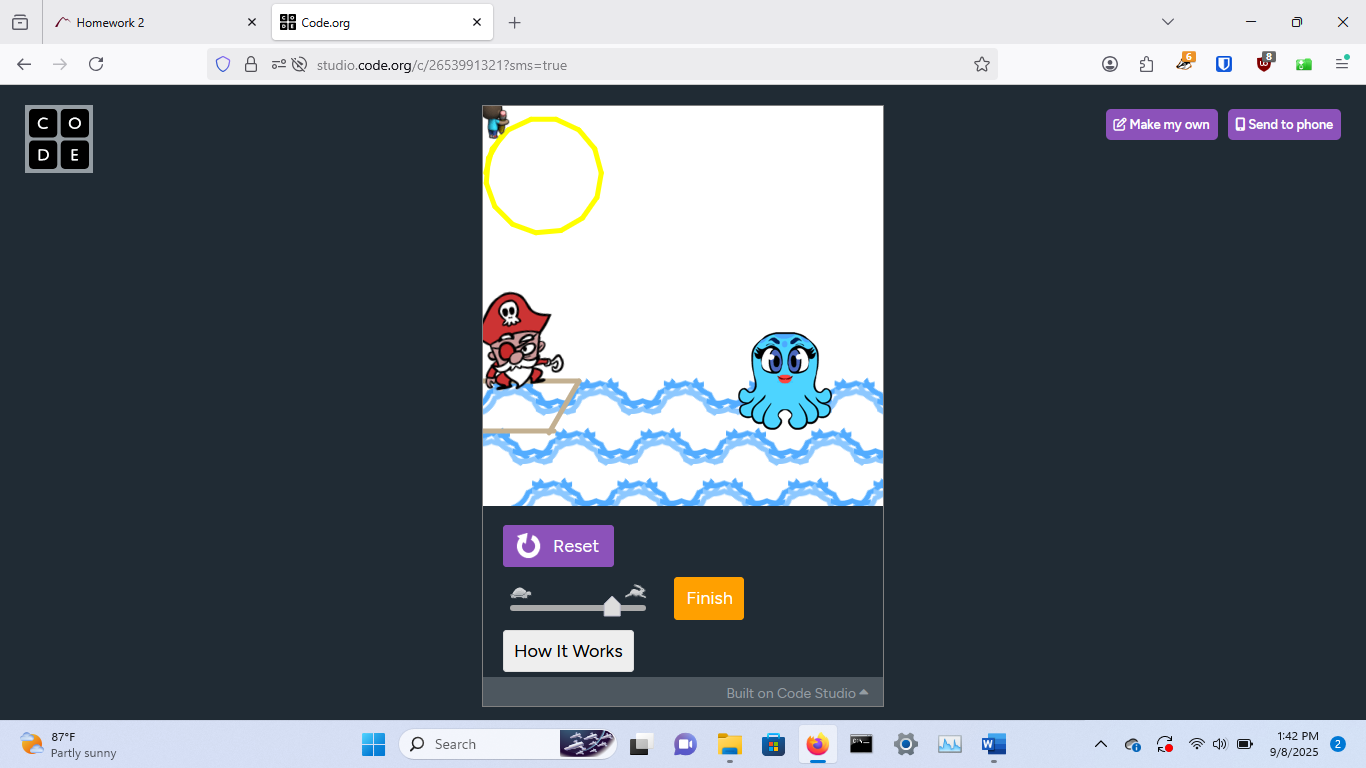 Homework 2
Code.org
studio.code.org/c/2653991321?sms=true
6
8
C O
D E
Make my own
Send to phone
Reset
Finish
How It Works
Built on Code Studio
87°F
Partly sunny
Search
1:42 PM
9/8/2025
2